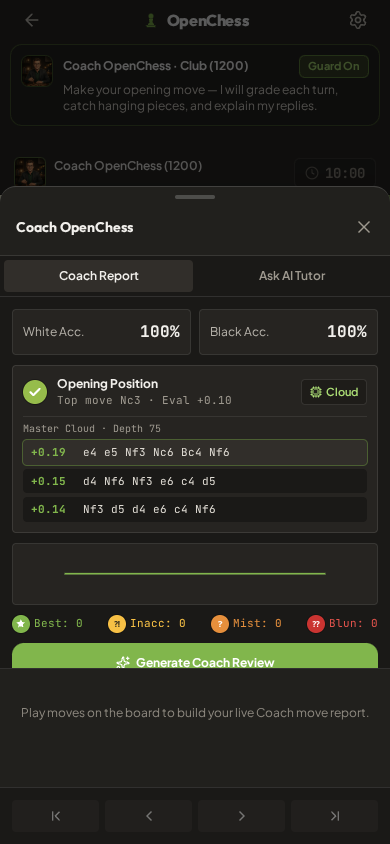 OpenChess
Coach OpenChess · Club (1200)
Guard On
Make your opening move — I will grade each turn,
catch hanging pieces, and explain my replies.
Coach OpenChess (1200)
10:00
Coach OpenChess
Coach Report
Ask AI Tutor
White Acc.
100%
Black Acc.
100%
Opening Position
Top move Nc3 · Eval +0.10
Cloud
Master Cloud · Depth 75
+0.19 e4 e5 Nf3 Nc6 Bc4 Nf6
+0.15 d4 Nf6 Nf3 e6 c4 d5
+0.14 Nf3 d5 d4 e6 c4 Nf6
Best: 0
?! Inacc: 0
? Mist: 0
?? Blun: 0
Generate Coach Review
Play moves on the board to build your live Coach move report.